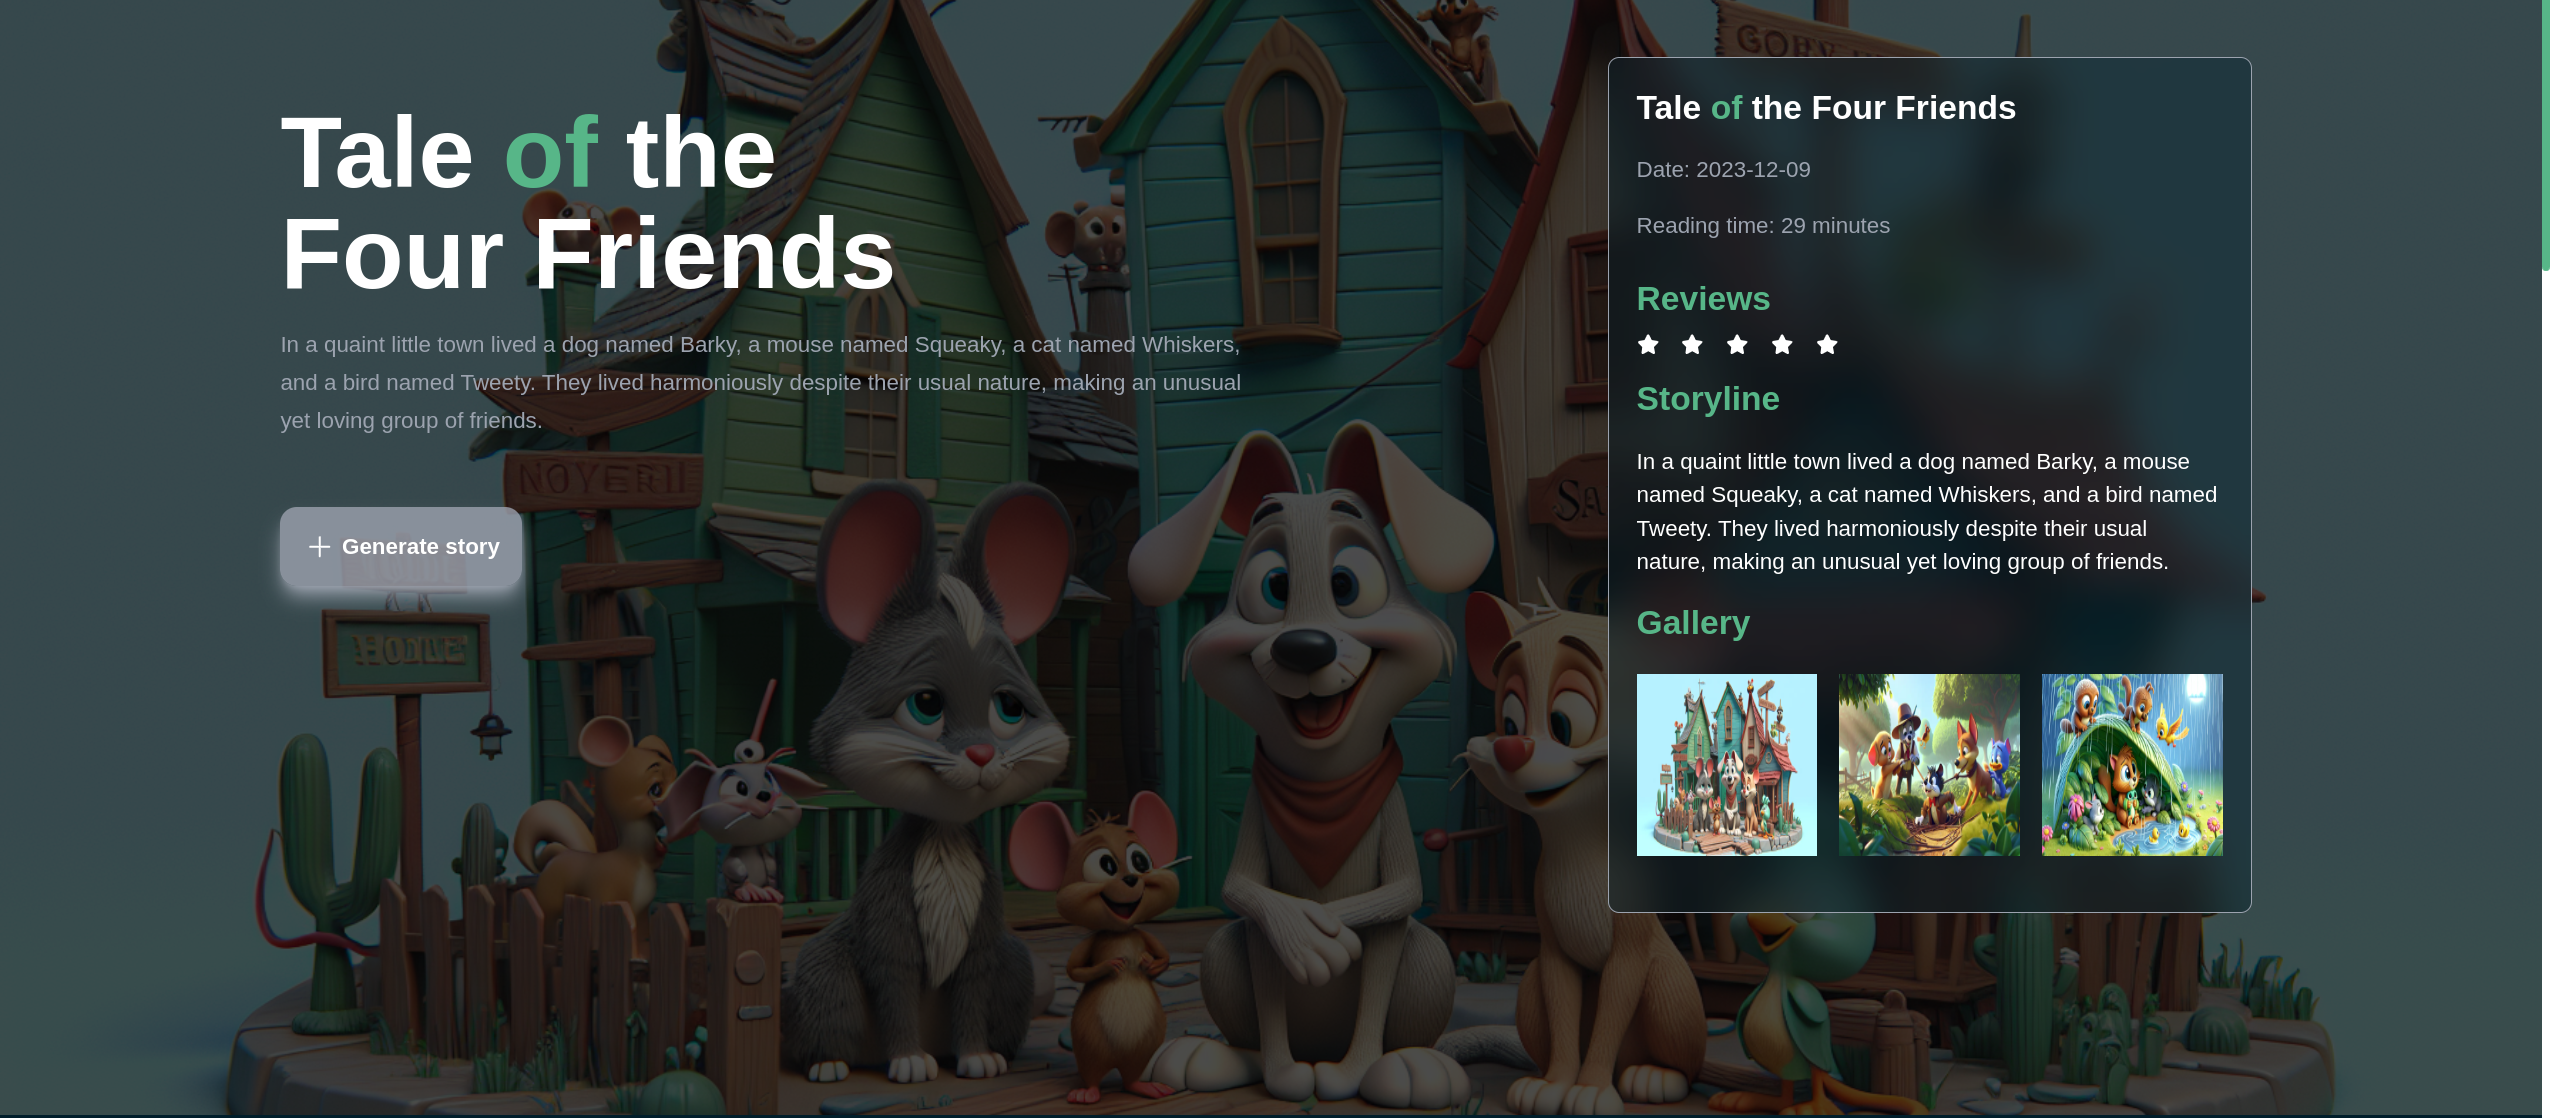 Tale of the
Four Friends
In a quaint little town lived a dog named Barky, a mouse named Squeaky, a cat named Whiskers,
and a bird named Tweety. They lived harmoniously despite their usual nature, making an unusual
yet loving group of friends.
Generate story
NOYERIE
HODLE
Tale of the Four Friends
Date: 2023-12-09
Reading time: 29 minutes
Reviews
Storyline
In a quaint little town lived a dog named Barky, a mouse
named Squeaky, a cat named Whiskers, and a bird named
Tweety. They lived harmoniously despite their usual
nature, making an unusual yet loving group of friends.
Gallery